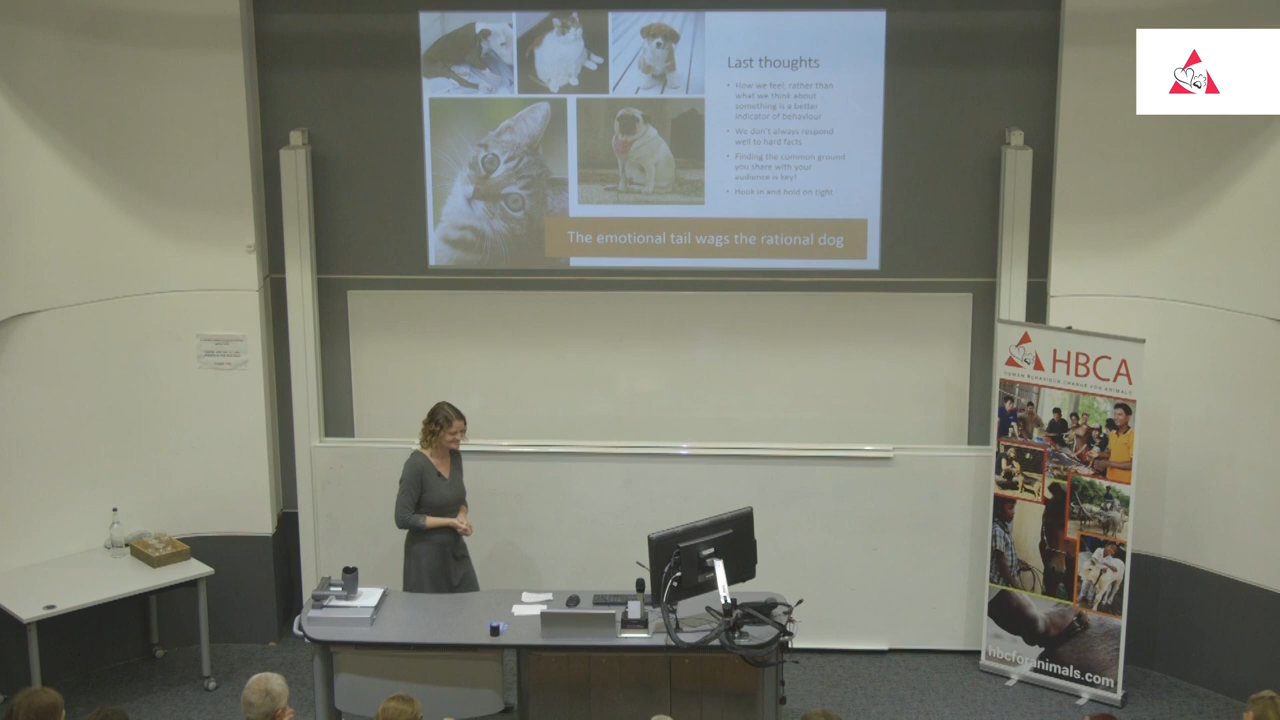 Last thoughts
• How we feel, rather than
what we think about
something is a better
indicator of behaviour
• We don't always respond
well to hard facts
• Finding the common ground
you share with your
audience is key!
• Hook in and hold on tight
The emotional tail wags the rational dog
HBCA
HUMAN BEHAVIOUR CHANGE FOR ANIMALS
hbcforanimals.com